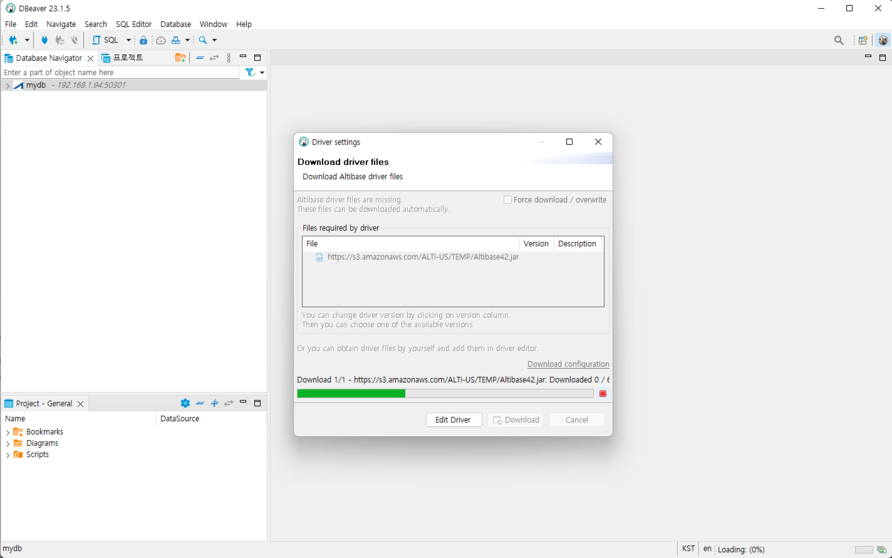 DBeaver 23.1.5
File Edit Navigate Search SQL Editor Database Window Help
SQL
Database Navigator 프로젝트
Enter a part of object name here
mydb - 192.168.1.94:50301
Driver settings
Download driver files
Download Altibase driver files
Altibase driver files are missing.
These files can be downloaded automatically.
Force download / overwrite
Files required by driver
File Version Description
https://s3.amazonaws.com/ALTI-US/TEMP/Altibase42.jar
You can change driver version by clicking on version column.
Then you can choose one of the available versions.
Or you can obtain driver files by yourself and add them in driver editor.
Download configuration
Download 1/1 - https://s3.amazonaws.com/ALTI-US/TEMP/Altibase42.jar: Downloaded 0 / 6
Edit Driver Download Cancel
Project - General
Name DataSource
Bookmarks
Diagrams
Scripts
mydb KST en Loading: (0%)